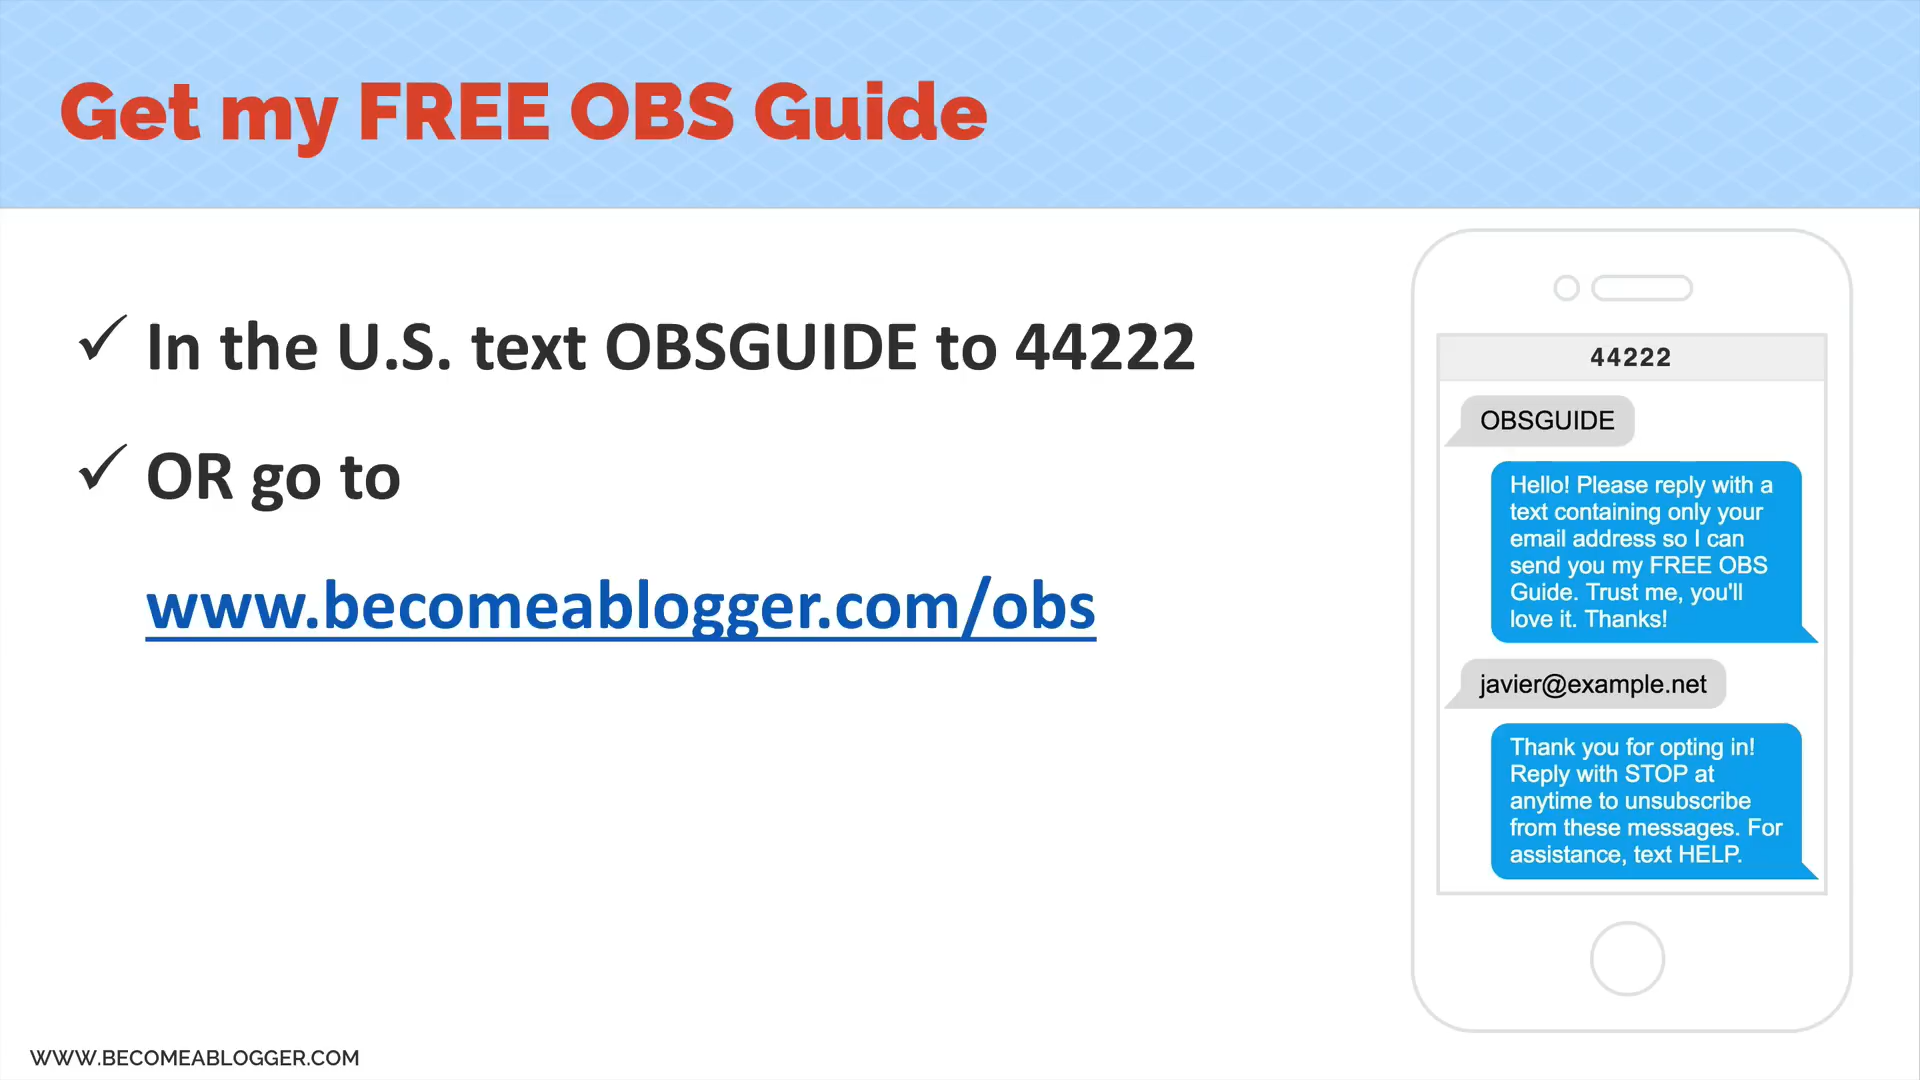 Get my FREE OBS Guide
In the U.S. text OBSGUIDE to 44222
OR go to
www.becomeablogger.com/obs
44222
OBSGUIDE
Hello! Please reply with a
text containing only your
email address so I can
send you my FREE OBS
Guide. Trust me, you'll
love it. Thanks!
javier@example.net
Thank you for opting in!
Reply with STOP at
anytime to unsubscribe
from these messages. For
assistance, text HELP.
WWW.BECOMEABLOGGER.COM